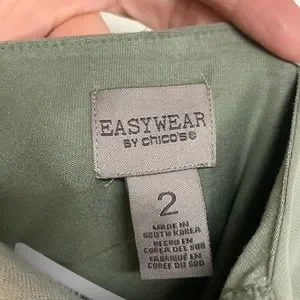 EASYWEAR
BY chico's®
2
MADE IN
SOUTH KOREA
HECHO EN
COREA DEL SUR
FABRIQUÉ EN
CORÉE DU SUD